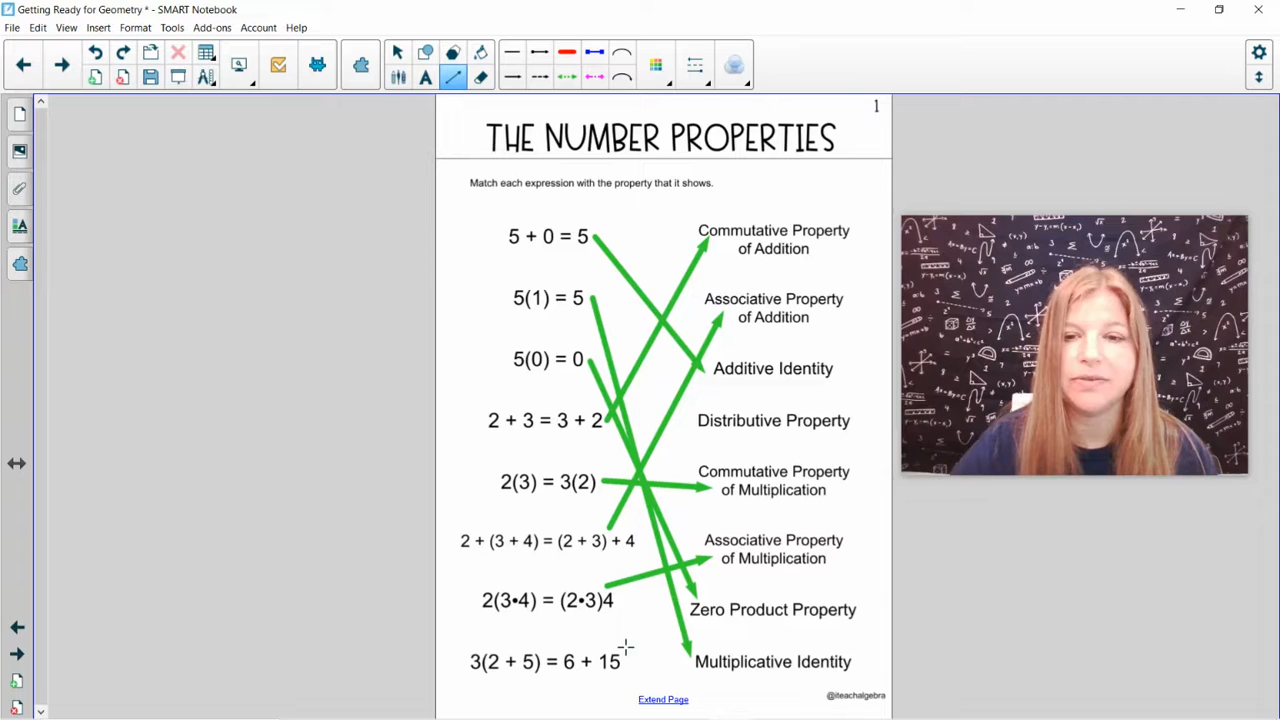 Getting Ready for Geometry * - SMART Notebook
File Edit View Insert Format Tools Add-ons Account Help
1
THE NUMBER PROPERTIES
Match each expression with the property that it shows.
5 + 0 = 5
Commutative Property
of Addition
5(1) = 5
Associative Property
of Addition
5(0) = 0
Additive Identity
2 + 3 = 3 + 2
Distributive Property
2(3) = 3(2)
Commutative Property
of Multiplication
2 + (3 + 4) = (2 + 3) + 4
Associative Property
of Multiplication
2(3•4) = (2•3)4
Zero Product Property
3(2 + 5) = 6 + 15
Multiplicative Identity
Extend Page
@iteachalgebra